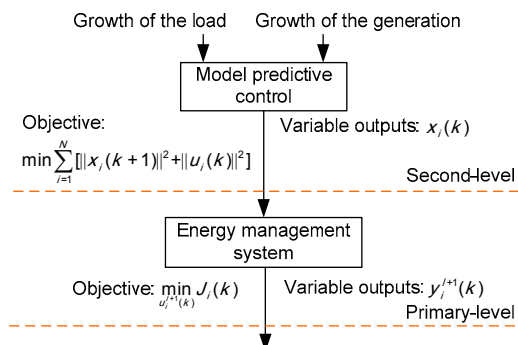 Growth of the load
Growth of the generation
Model predictive
control
Objective:
Variable outputs: x_i(k)
min∑_{i=1}^{N}[||x_i(k+1)||²+||u_i(k)||²]
Second-level
Energy management
system
Objective: min_{u_i^{l+1}(k)} J_i(k)
Variable outputs: y_i^{l+1}(k)
Primary-level